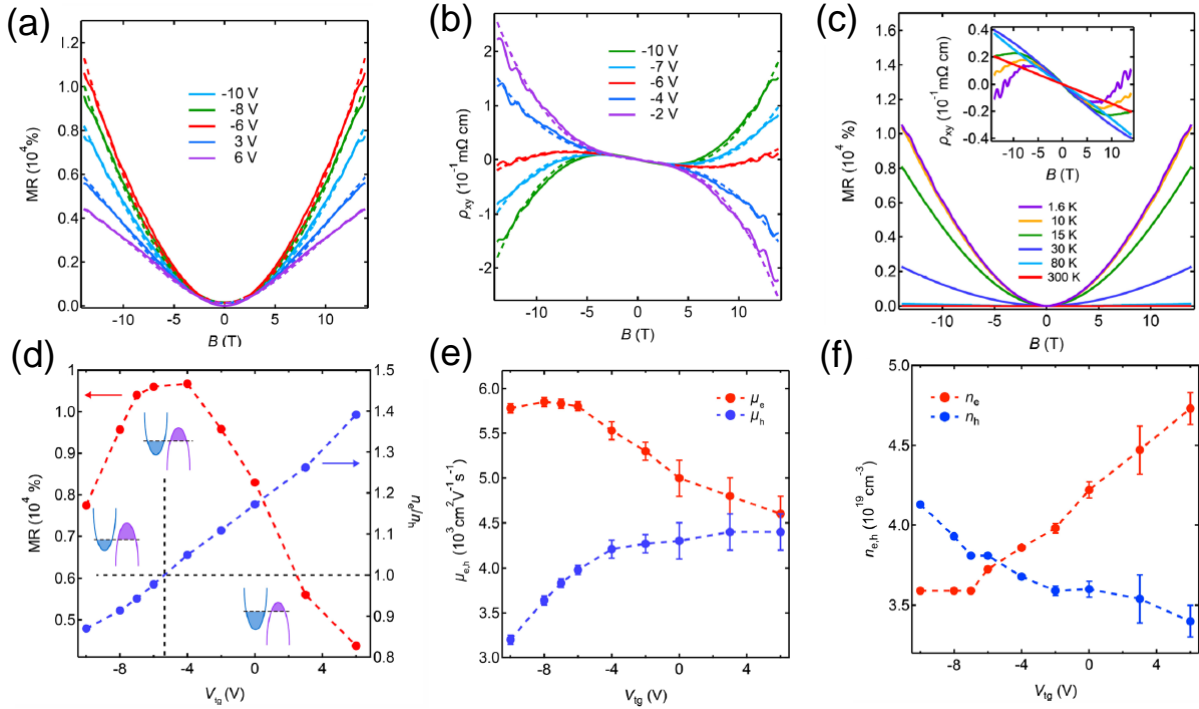 (a)
MR (10⁴ %)
1.2
1.0
0.8
0.6
0.4
0.2
0.0
-10 V
-8 V
-6 V
3 V
6 V
-10
-5
0
5
10
B (T)
(b)
ρxy (10⁻¹ mΩ cm)
2
1
0
-1
-2
-10 V
-7 V
-6 V
-4 V
-2 V
-10
-5
0
5
10
B (T)
(c)
MR (10⁴ %)
1.6
1.4
1.2
1.0
0.8
0.6
0.4
0.2
0.0
ρxy (10⁻¹ mΩ cm)
0.4
0.2
0.0
-0.2
0.4
-10
-5
0
5
10
B (T)
1.6 K
10 K
15 K
30 K
80 K
300 K
-10
-5
0
5
10
B (T)
(d)
MR (10⁴ %)
1
1.0
0.9
0.8
0.7
0.6
0.5
1.5
1.4
1.3
1.2
1.1
1.0
0.9
0.8
ne/nh
-8
-4
0
4
Vtg (V)
(e)
μe,h (10³ cm²V⁻¹s⁻¹)
6.5
6.0
5.5
5.0
4.5
4.0
3.5
3.0
μe
μh
-8
-4
0
4
Vtg (V)
(f)
ne,h (10¹⁹ cm⁻³)
5.0
4.5
4.0
3.5
3.0
ne
nh
-8
-4
0
4
Vtg (V)